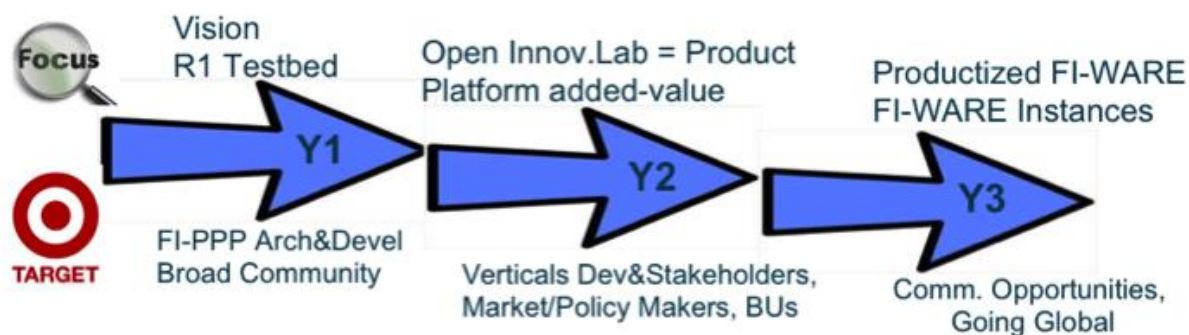 Focus
Vision
R1 Testbed
Y1
FI-PPP Arch&Devel
Broad Community
Open Innov.Lab = Product
Platform added-value
Y2
Verticals Dev&Stakeholders,
Market/Policy Makers, BUs
Productized FI-WARE
FI-WARE Instances
Y3
Comm. Opportunities,
Going Global
TARGET